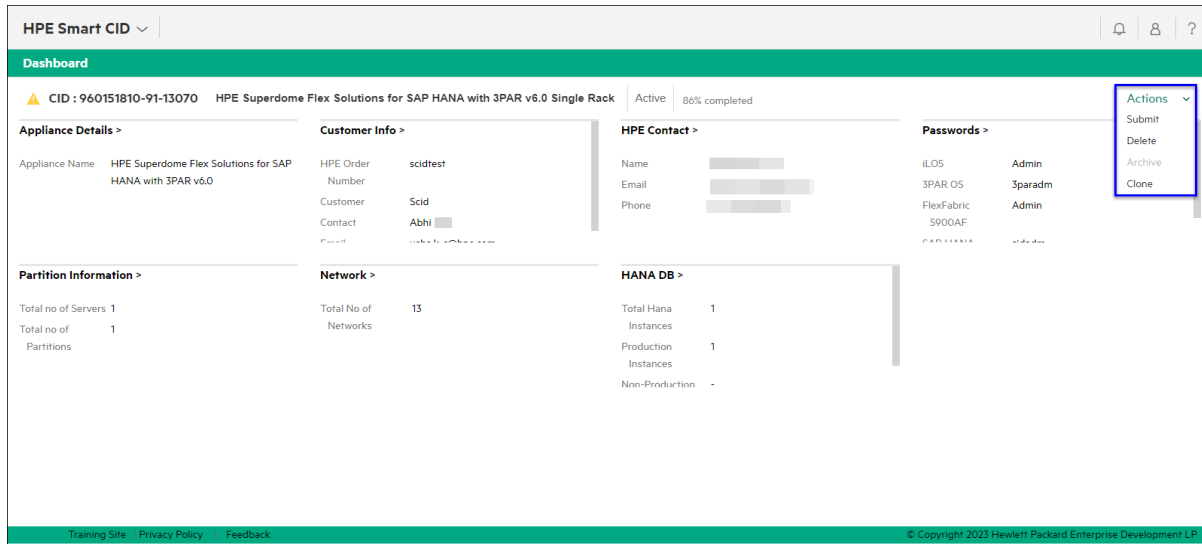 HPE Smart CID
Dashboard
CID : 960151810-91-13070 HPE Superdome Flex Solutions for SAP HANA with 3PAR v6.0 Single Rack Active 86% completed
Actions
Submit
Delete
Archive
Clone
Appliance Details >
Appliance Name HPE Superdome Flex Solutions for SAP
HANA with 3PAR v6.0
Customer Info >
HPE Order scidtest
Number
Customer Scid
Contact Abhi
Email
HPE Contact >
Name
Email
Phone
Passwords >
iLO5 Admin
3PAR OS 3paradm
FlexFabric Admin
5900AF
SAP HANA sidadm
Partition Information >
Total no of Servers 1
Total no of 1
Partitions
Network >
Total No of 13
Networks
HANA DB >
Total Hana 1
Instances
Production 1
Instances
Non-Production -
Training Site | Privacy Policy | Feedback
© Copyright 2023 Hewlett Packard Enterprise Development LP